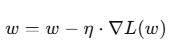 w = w − η · ∇L(w)